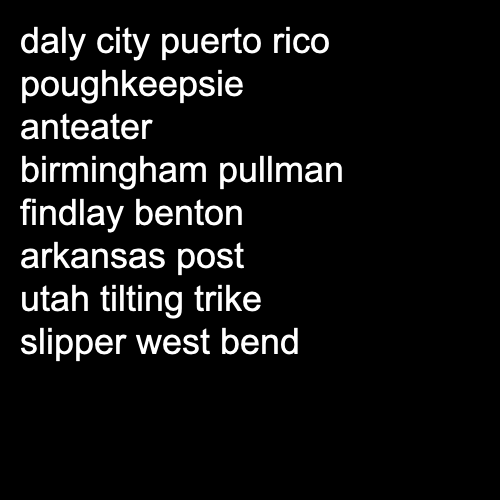 daly city puerto rico
poughkeepsie
anteater
birmingham pullman
findlay benton
arkansas post
utah tilting trike
slipper west bend